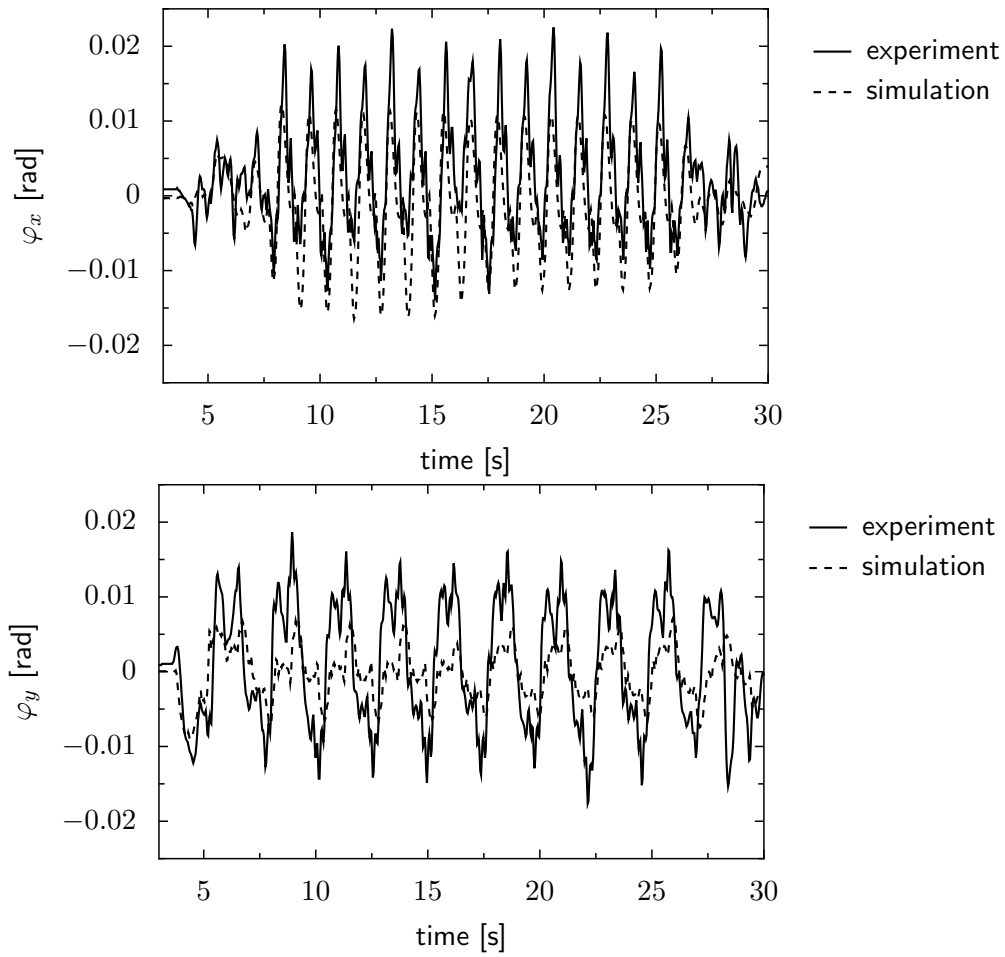 0.02
0.01
0
−0.01
−0.02
φx [rad]
5 10 15 20 25 30
time [s]
experiment
simulation
0.02
0.01
0
−0.01
−0.02
φy [rad]
5 10 15 20 25 30
time [s]
experiment
simulation